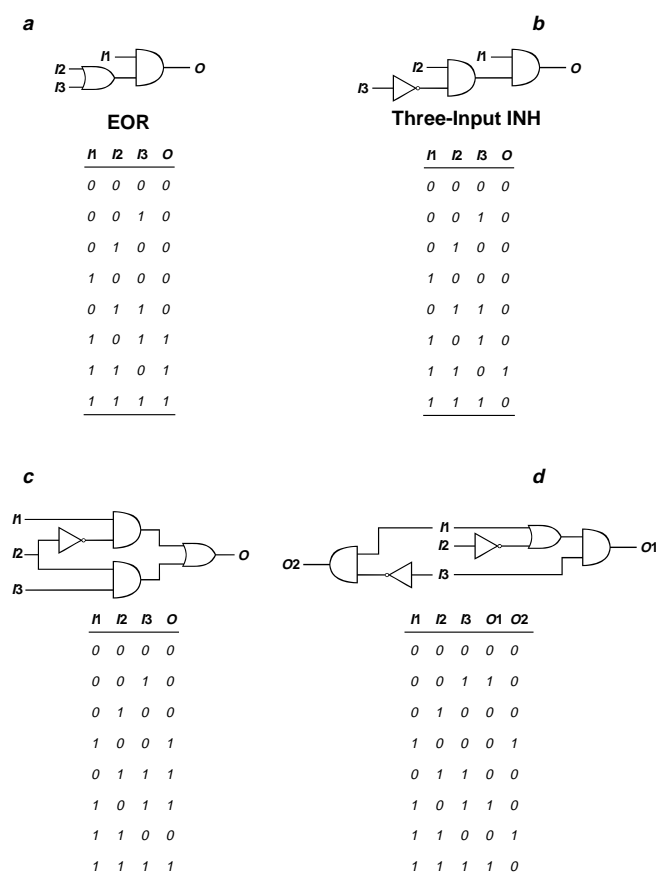 a
I1
I2
O
I3
EOR
I1 I2 I3 O
0 0 0 0
0 0 1 0
0 1 0 0
1 0 0 0
0 1 1 0
1 0 1 1
1 1 0 1
1 1 1 1
b
I1
I2
O
I3
Three-Input INH
I1 I2 I3 O
0 0 0 0
0 0 1 0
0 1 0 0
1 0 0 0
0 1 1 0
1 0 1 0
1 1 0 1
1 1 1 0
c
I1
I2
O
I3
I1 I2 I3 O
0 0 0 0
0 0 1 0
0 1 0 0
1 0 0 1
0 1 1 1
1 0 1 1
1 1 0 0
1 1 1 1
d
I1
I2
O1
O2
I3
I1 I2 I3 O1 O2
0 0 0 0 0
0 0 1 1 0
0 1 0 0 0
1 0 0 0 1
0 1 1 0 0
1 0 1 1 0
1 1 0 0 1
1 1 1 1 0